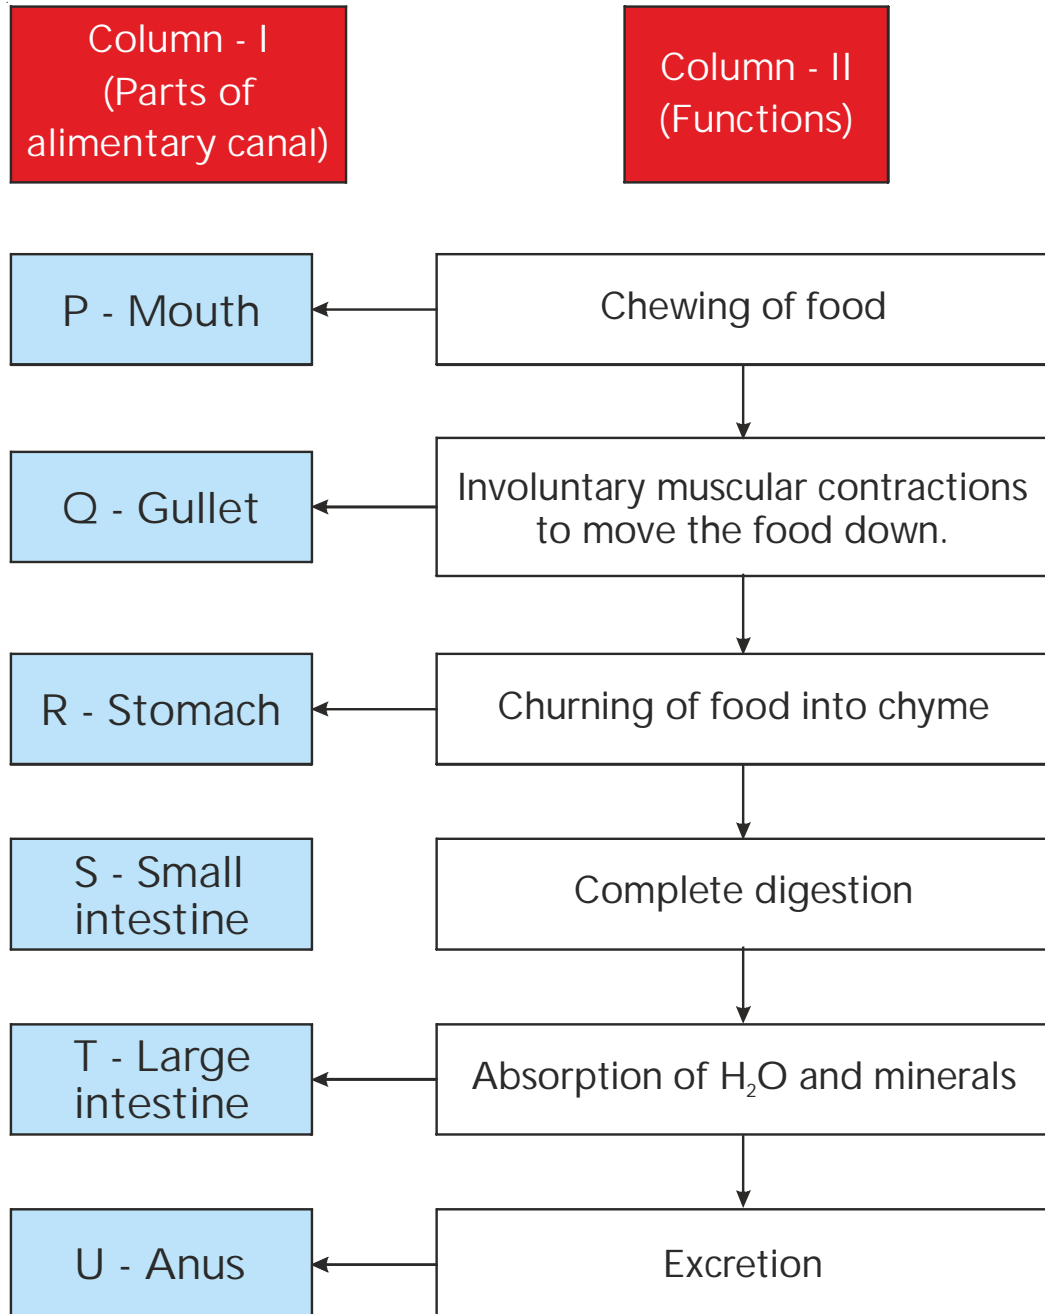 Column - I
(Parts of
alimentary canal)
Column - II
(Functions)
P - Mouth
Chewing of food
Q - Gullet
Involuntary muscular contractions
to move the food down.
R - Stomach
Churning of food into chyme
S - Small
intestine
Complete digestion
T - Large
intestine
Absorption of H₂O and minerals
U - Anus
Excretion